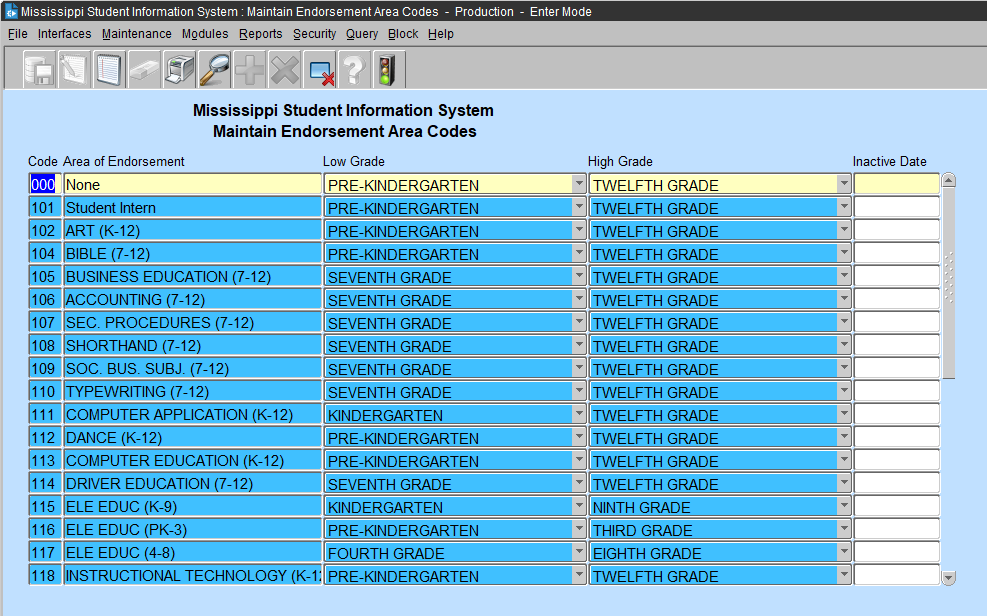 Mississippi Student Information System : Maintain Endorsement Area Codes - Production - Enter Mode
File Interfaces Maintenance Modules Reports Security Query Block Help
Mississippi Student Information System
Maintain Endorsement Area Codes
Code Area of Endorsement Low Grade High Grade Inactive Date
000 None PRE-KINDERGARTEN TWELFTH GRADE
101 Student Intern PRE-KINDERGARTEN TWELFTH GRADE
102 ART (K-12) PRE-KINDERGARTEN TWELFTH GRADE
104 BIBLE (7-12) PRE-KINDERGARTEN TWELFTH GRADE
105 BUSINESS EDUCATION (7-12) SEVENTH GRADE TWELFTH GRADE
106 ACCOUNTING (7-12) SEVENTH GRADE TWELFTH GRADE
107 SEC. PROCEDURES (7-12) SEVENTH GRADE TWELFTH GRADE
108 SHORTHAND (7-12) SEVENTH GRADE TWELFTH GRADE
109 SOC. BUS. SUBJ. (7-12) SEVENTH GRADE TWELFTH GRADE
110 TYPEWRITING (7-12) SEVENTH GRADE TWELFTH GRADE
111 COMPUTER APPLICATION (K-12) KINDERGARTEN TWELFTH GRADE
112 DANCE (K-12) PRE-KINDERGARTEN TWELFTH GRADE
113 COMPUTER EDUCATION (K-12) PRE-KINDERGARTEN TWELFTH GRADE
114 DRIVER EDUCATION (7-12) SEVENTH GRADE TWELFTH GRADE
115 ELE EDUC (K-9) KINDERGARTEN NINTH GRADE
116 ELE EDUC (PK-3) PRE-KINDERGARTEN THIRD GRADE
117 ELE EDUC (4-8) FOURTH GRADE EIGHTH GRADE
118 INSTRUCTIONAL TECHNOLOGY (K-12 PRE-KINDERGARTEN TWELFTH GRADE